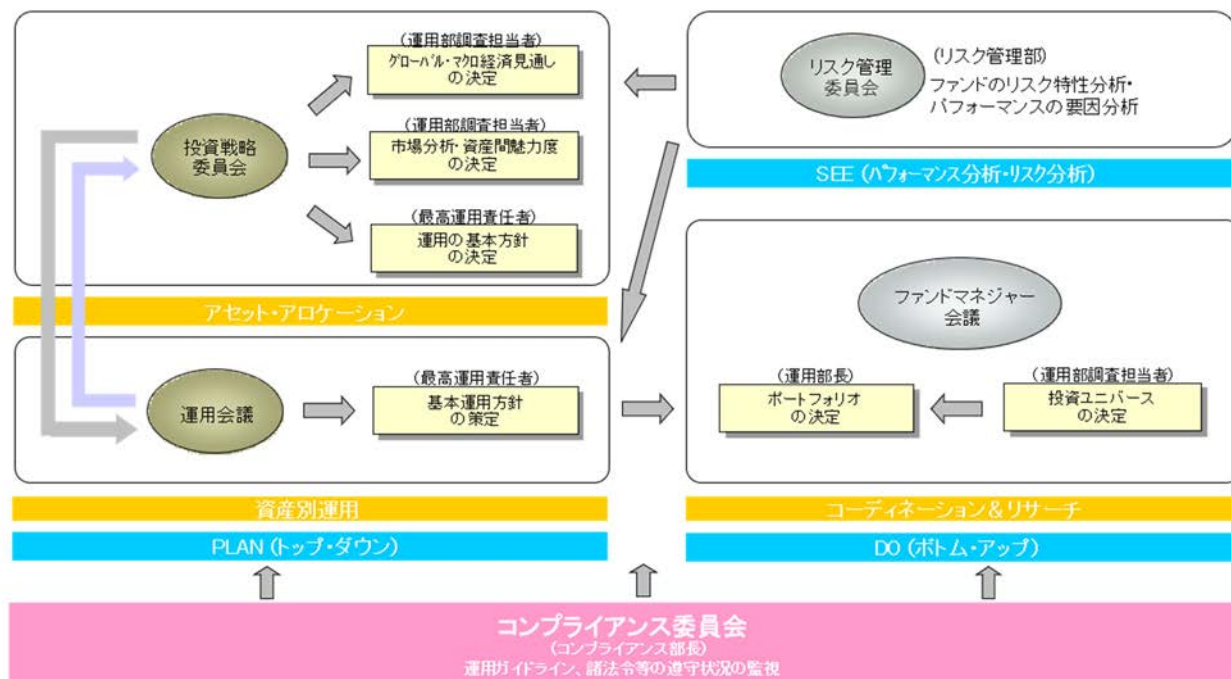 (運用部調査担当者)
グローバル・マクロ経済見通し
の決定
投資戦略
委員会
(運用部調査担当者)
市場分析・資産間魅力度
の決定
(最高運用責任者)
運用の基本方針
の決定
アセット・アロケーション
運用会議
(最高運用責任者)
基本運用方針
の策定
資産別運用
PLAN (トップ・ダウン)
リスク管理
委員会
(リスク管理部)
ファンドのリスク特性分析・
パフォーマンスの要因分析
SEE (パフォーマンス分析・リスク分析)
ファンドマネジャー
会議
(運用部長)
ポートフォリオ
の決定
(運用部調査担当者)
投資ユニバース
の決定
コーディネーション＆リサーチ
DO (ボトム・アップ)
コンプライアンス委員会
(コンプライアンス部長)
運用ガイドライン、諸法令等の遵守状況の監視